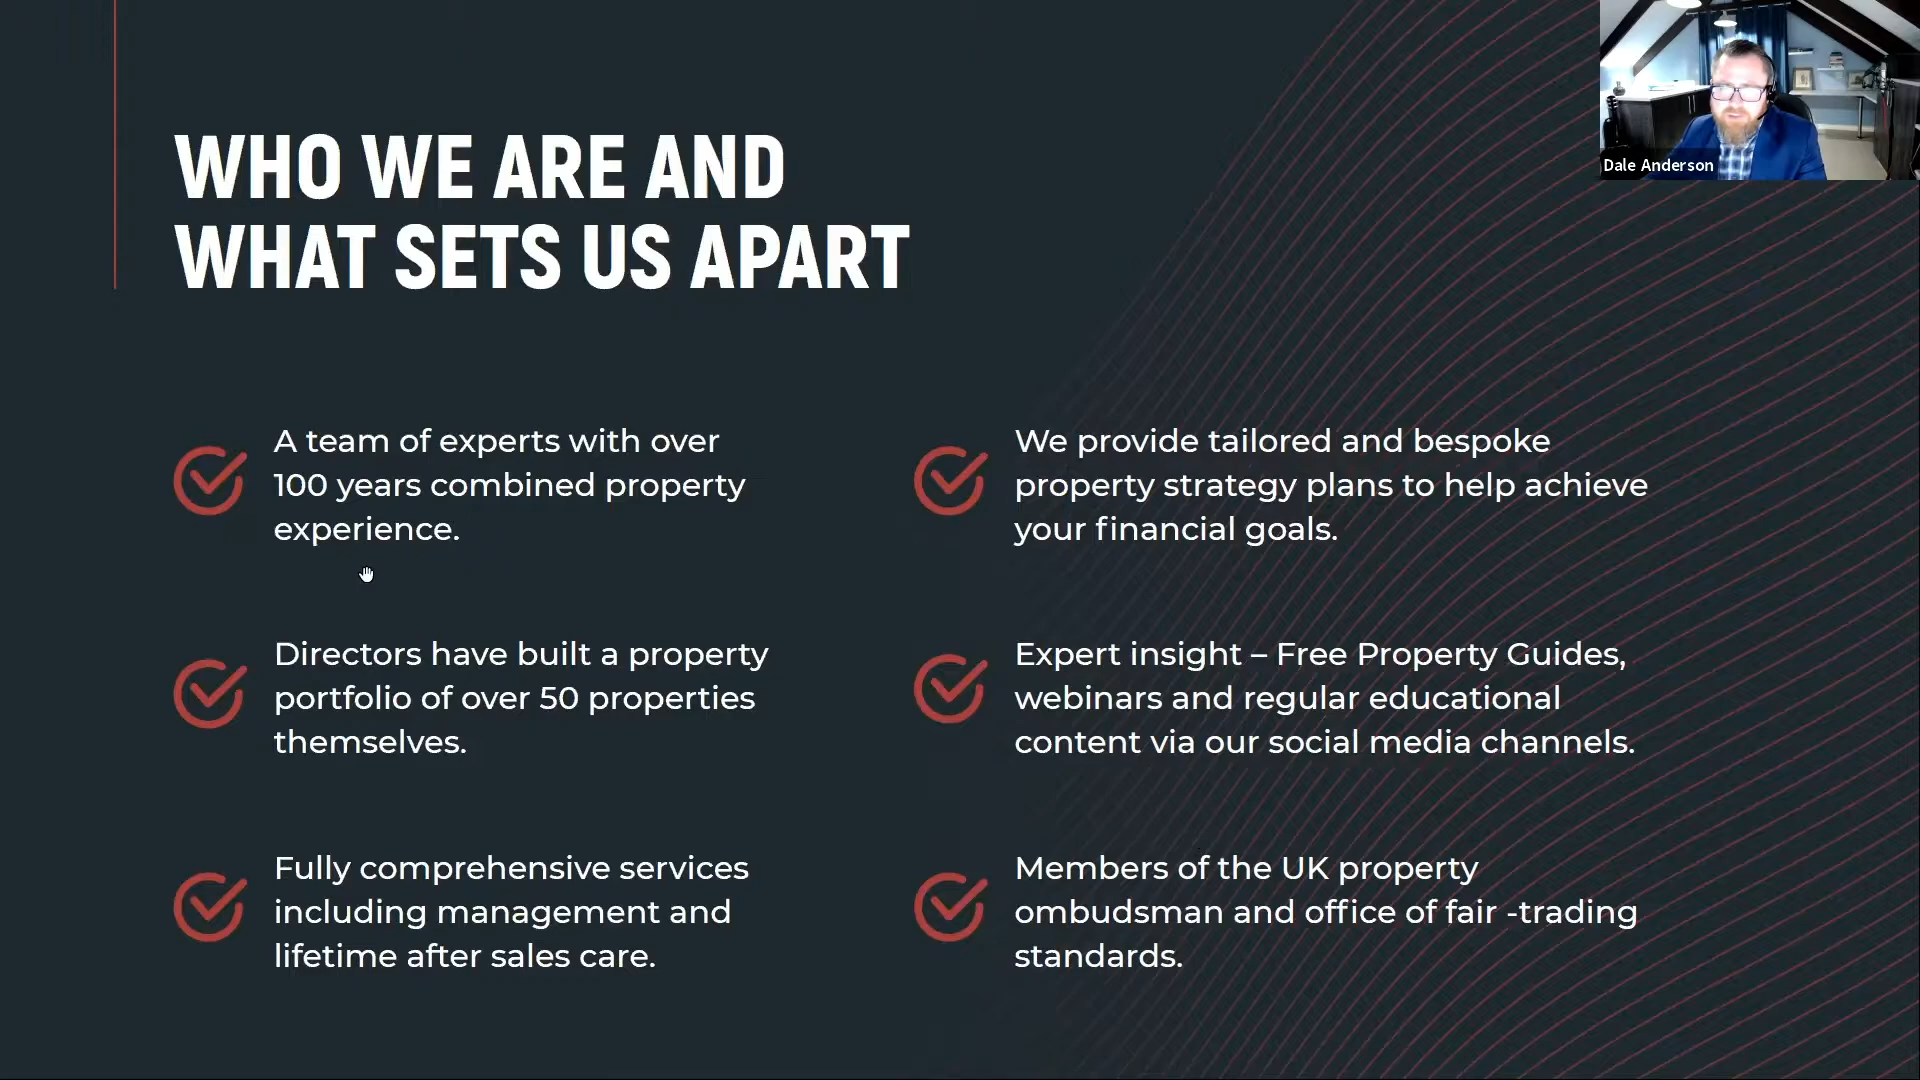 WHO WE ARE AND
WHAT SETS US APART
Dale Anderson
A team of experts with over
100 years combined property
experience.
Directors have built a property
portfolio of over 50 properties
themselves.
Fully comprehensive services
including management and
lifetime after sales care.
We provide tailored and bespoke
property strategy plans to help achieve
your financial goals.
Expert insight – Free Property Guides,
webinars and regular educational
content via our social media channels.
Members of the UK property
ombudsman and office of fair -trading
standards.